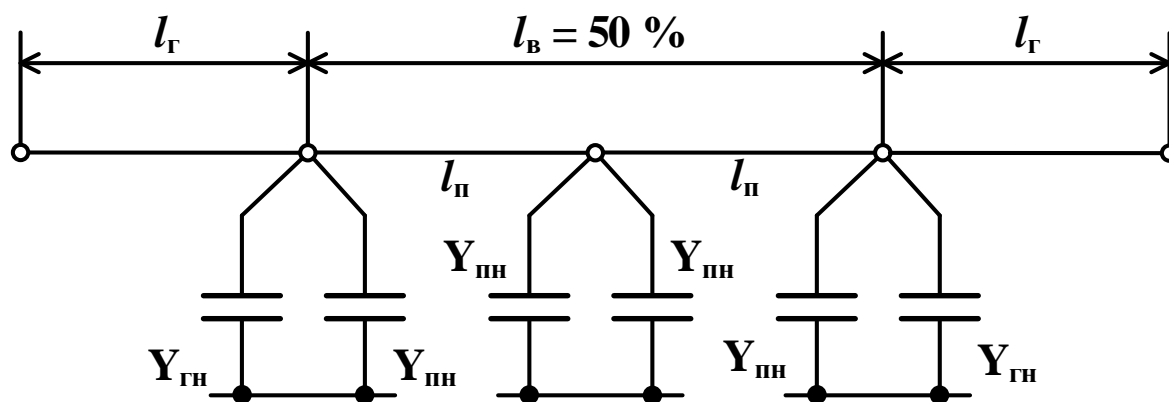 lг
lв = 50 %
lг
lп
lп
Yпн
Yпн
Yгн
Yпн
Yпн
Yгн